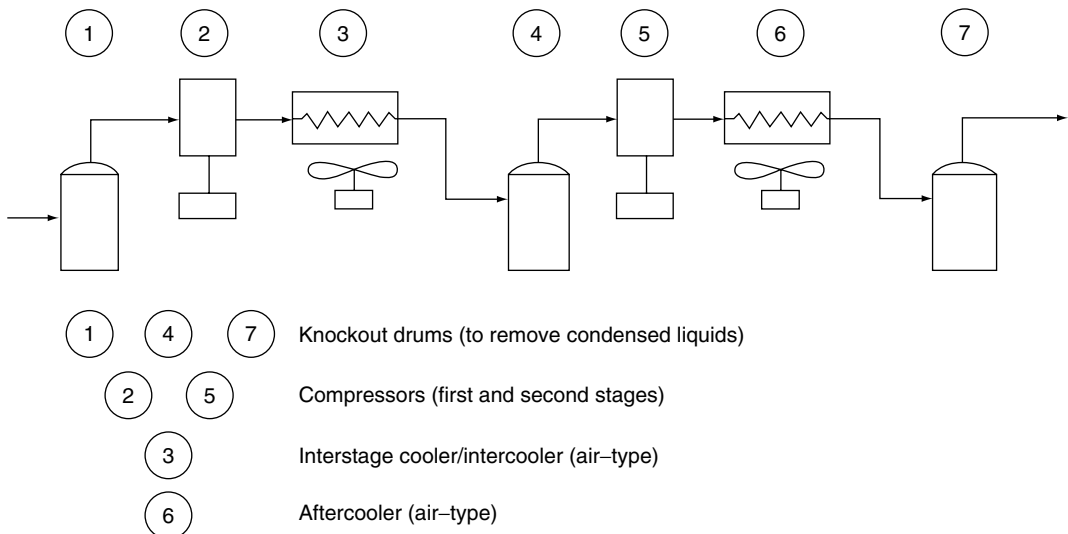 1 2 3 4 5 6 7
1 4 7 Knockout drums (to remove condensed liquids)
2 5 Compressors (first and second stages)
3 Interstage cooler/intercooler (air–type)
6 Aftercooler (air–type)